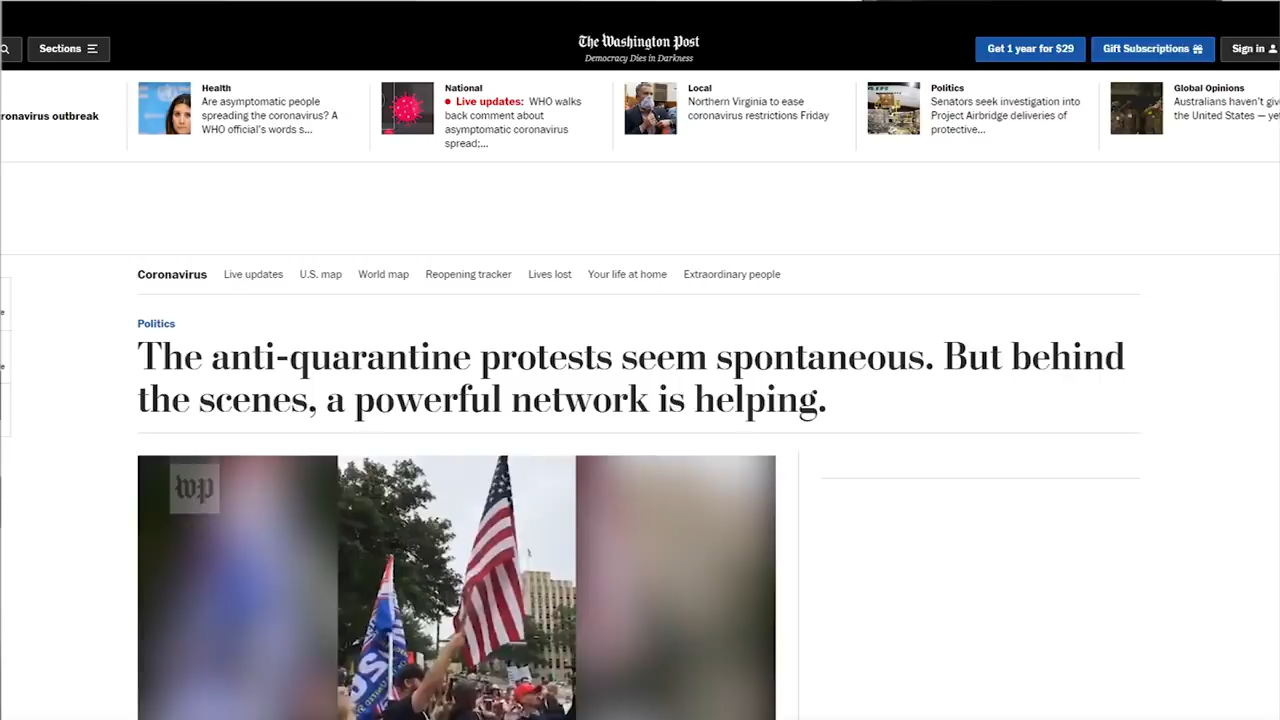 Sections
The Washington Post
Democracy Dies in Darkness
Get 1 year for $29
Gift Subscriptions
Sign in
ronavirus outbreak
Health
Are asymptomatic people
spreading the coronavirus? A
WHO official's words s...
National
Live updates: WHO walks
back comment about
asymptomatic coronavirus
spread;...
Local
Northern Virginia to ease
coronavirus restrictions Friday
Politics
Senators seek investigation into
Project Airbridge deliveries of
protective...
Global Opinions
Australians haven't giv
the United States — ye
Coronavirus
Live updates
U.S. map
World map
Reopening tracker
Lives lost
Your life at home
Extraordinary people
Politics
The anti-quarantine protests seem spontaneous. But behind
the scenes, a powerful network is helping.
wp